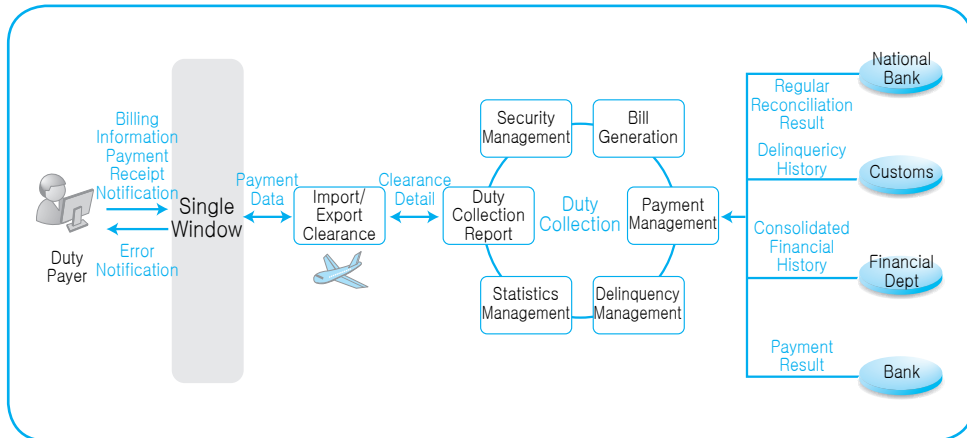 Billing
Information
Payment
Receipt
Notification
Error
Notification
Duty
Payer
Single
Window
Payment
Data
Import/
Export
Clearance
Clearance
Detail
Security
Management
Bill
Generation
Duty
Collection
Report
Duty
Collection
Payment
Management
Statistics
Management
Delinquency
Management
National
Bank
Regular
Reconciliation
Result
Delinquericy
History
Customs
Consolidated
Financial
History
Financial
Dept
Payment
Result
Bank